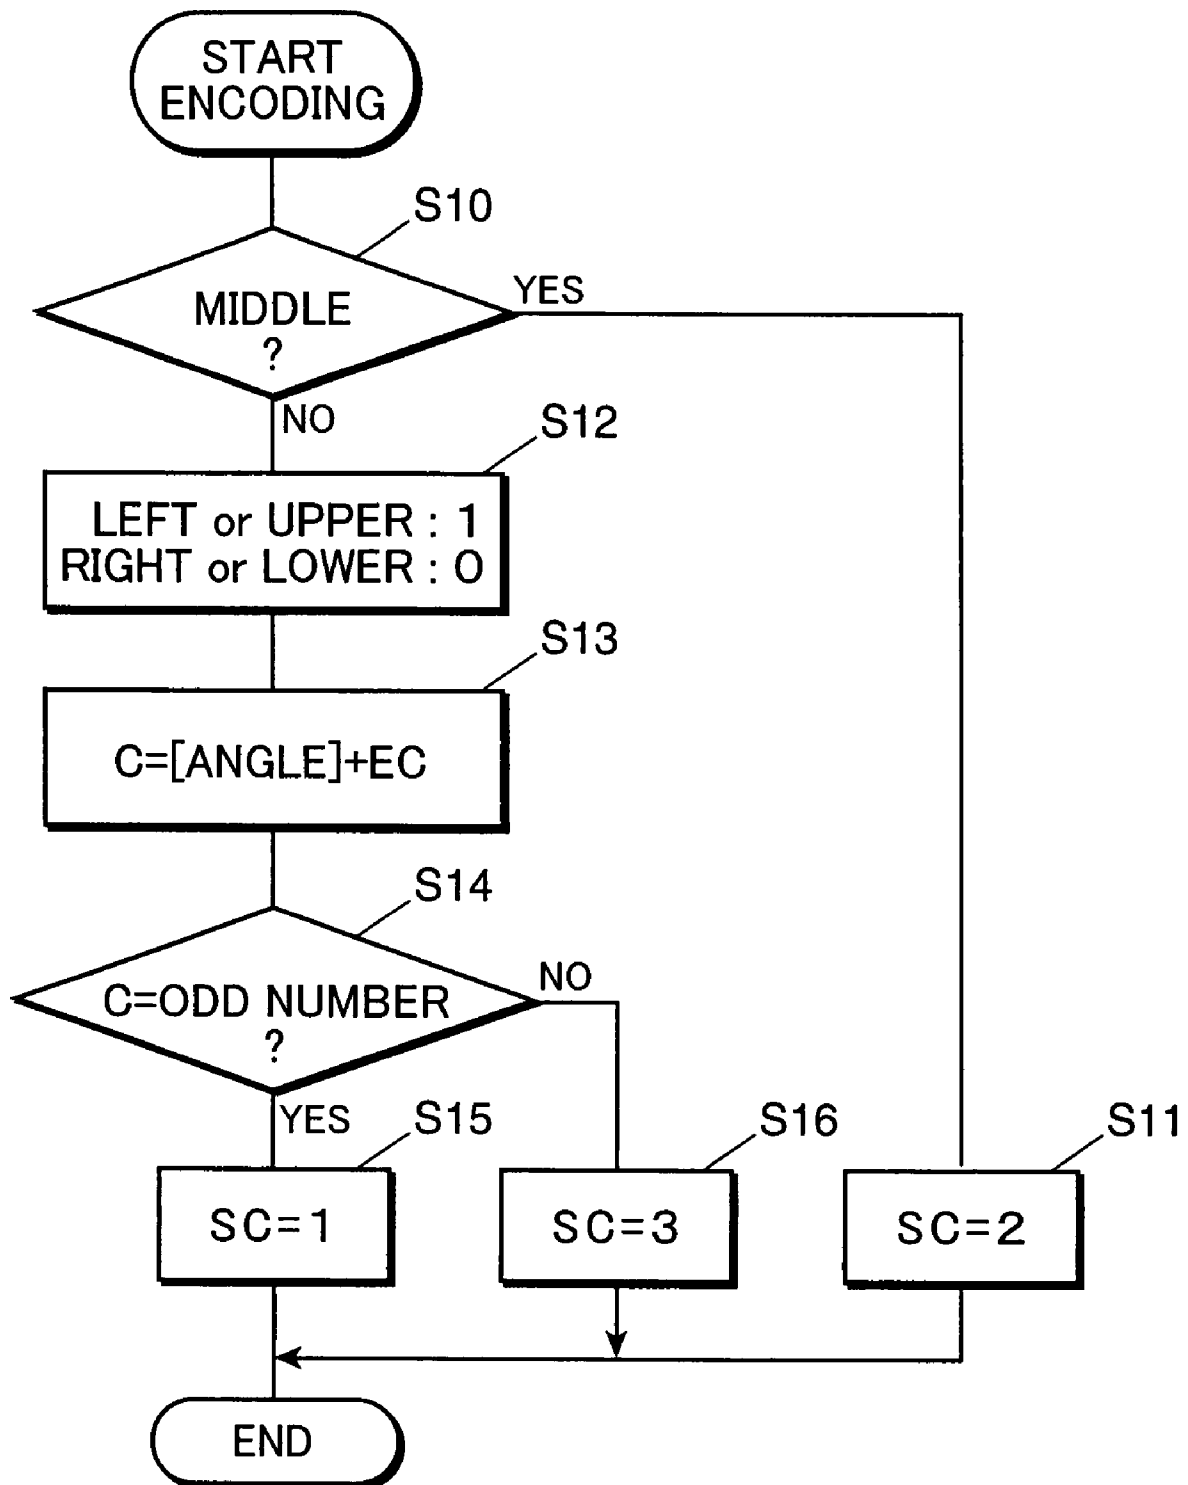 START
ENCODING
S10
MIDDLE
?
YES
NO
S12
LEFT or UPPER : 1
RIGHT or LOWER : 0
S13
C=[ANGLE]+EC
S14
C=ODD NUMBER
?
NO
YES
S15
SC=1
S16
SC=3
S11
SC=2
END